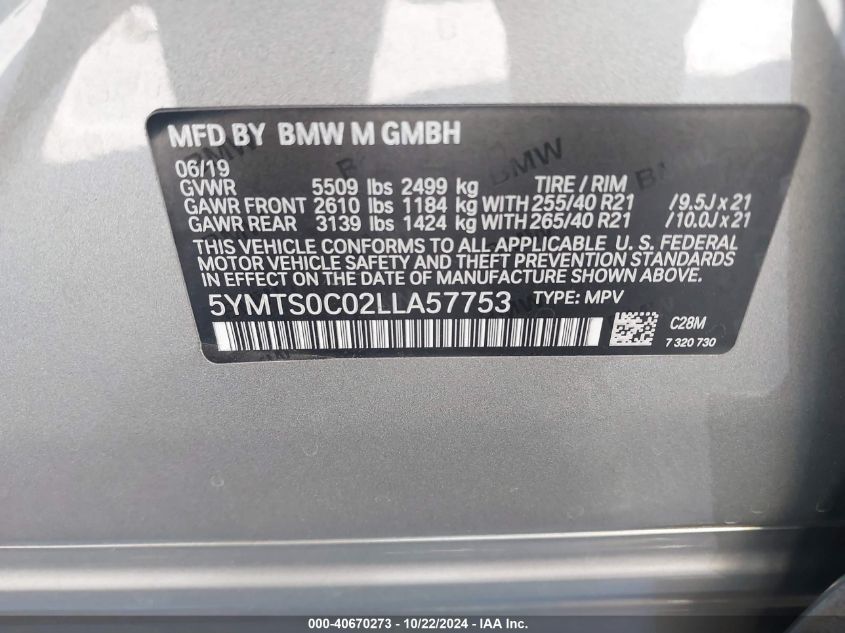 MFD BY BMW M GMBH
06/19
GVWR 5509 lbs 2499 kg TIRE / RIM
GAWR FRONT 2610 lbs 1184 kg WITH 255/40 R21 / 9.5J x 21
GAWR REAR 3139 lbs 1424 kg WITH 265/40 R21 / 10.0J x 21
THIS VEHICLE CONFORMS TO ALL APPLICABLE U. S. FEDERAL
MOTOR VEHICLE SAFETY AND THEFT PREVENTION STANDARDS
IN EFFECT ON THE DATE OF MANUFACTURE SHOWN ABOVE.
5YMTS0C02LLA57753 TYPE: MPV
C28M
7 320 730
BMW
000-40670273 - 10/22/2024 - IAA Inc.